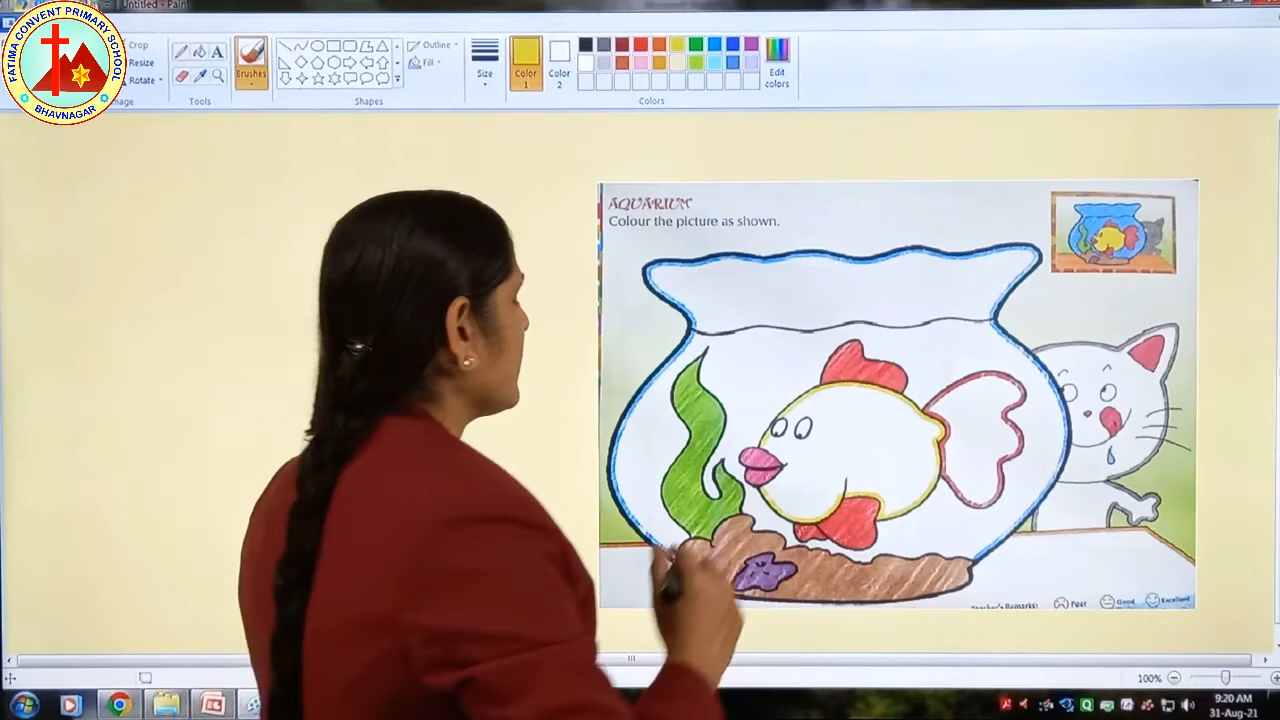 Untitled - Paint
FATIMA CONVENT PRIMARY SCHOOL
BHAVNAGAR
Crop
Resize
Rotate
Tools
Brushes
Shapes
Outline
Fill
Size
Color
1
Color
2
Edit
colors
Colors
AQUARIUM
Colour the picture as shown.
Teacher's Remarks:
Poor
Good
Excellent
100%
9:20 AM
31-Aug-21